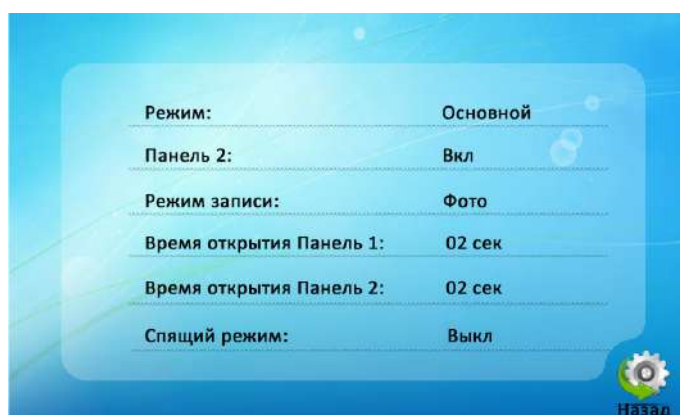 Режим: Основной
Панель 2: Вкл
Режим записи: Фото
Время открытия Панель 1: 02 сек
Время открытия Панель 2: 02 сек
Спящий режим: Выкл
Назад